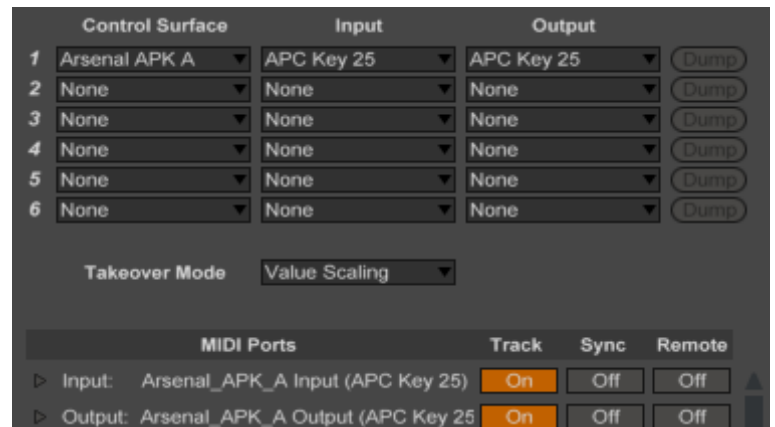 Control Surface Input Output
1 Arsenal APK A APC Key 25 APC Key 25 Dump
2 None None None Dump
3 None None None Dump
4 None None None Dump
5 None None None Dump
6 None None None Dump
Takeover Mode Value Scaling
MIDI Ports Track Sync Remote
Input: Arsenal_APK_A Input (APC Key 25) On Off Off
Output: Arsenal_APK_A Output (APC Key 25 On Off Off